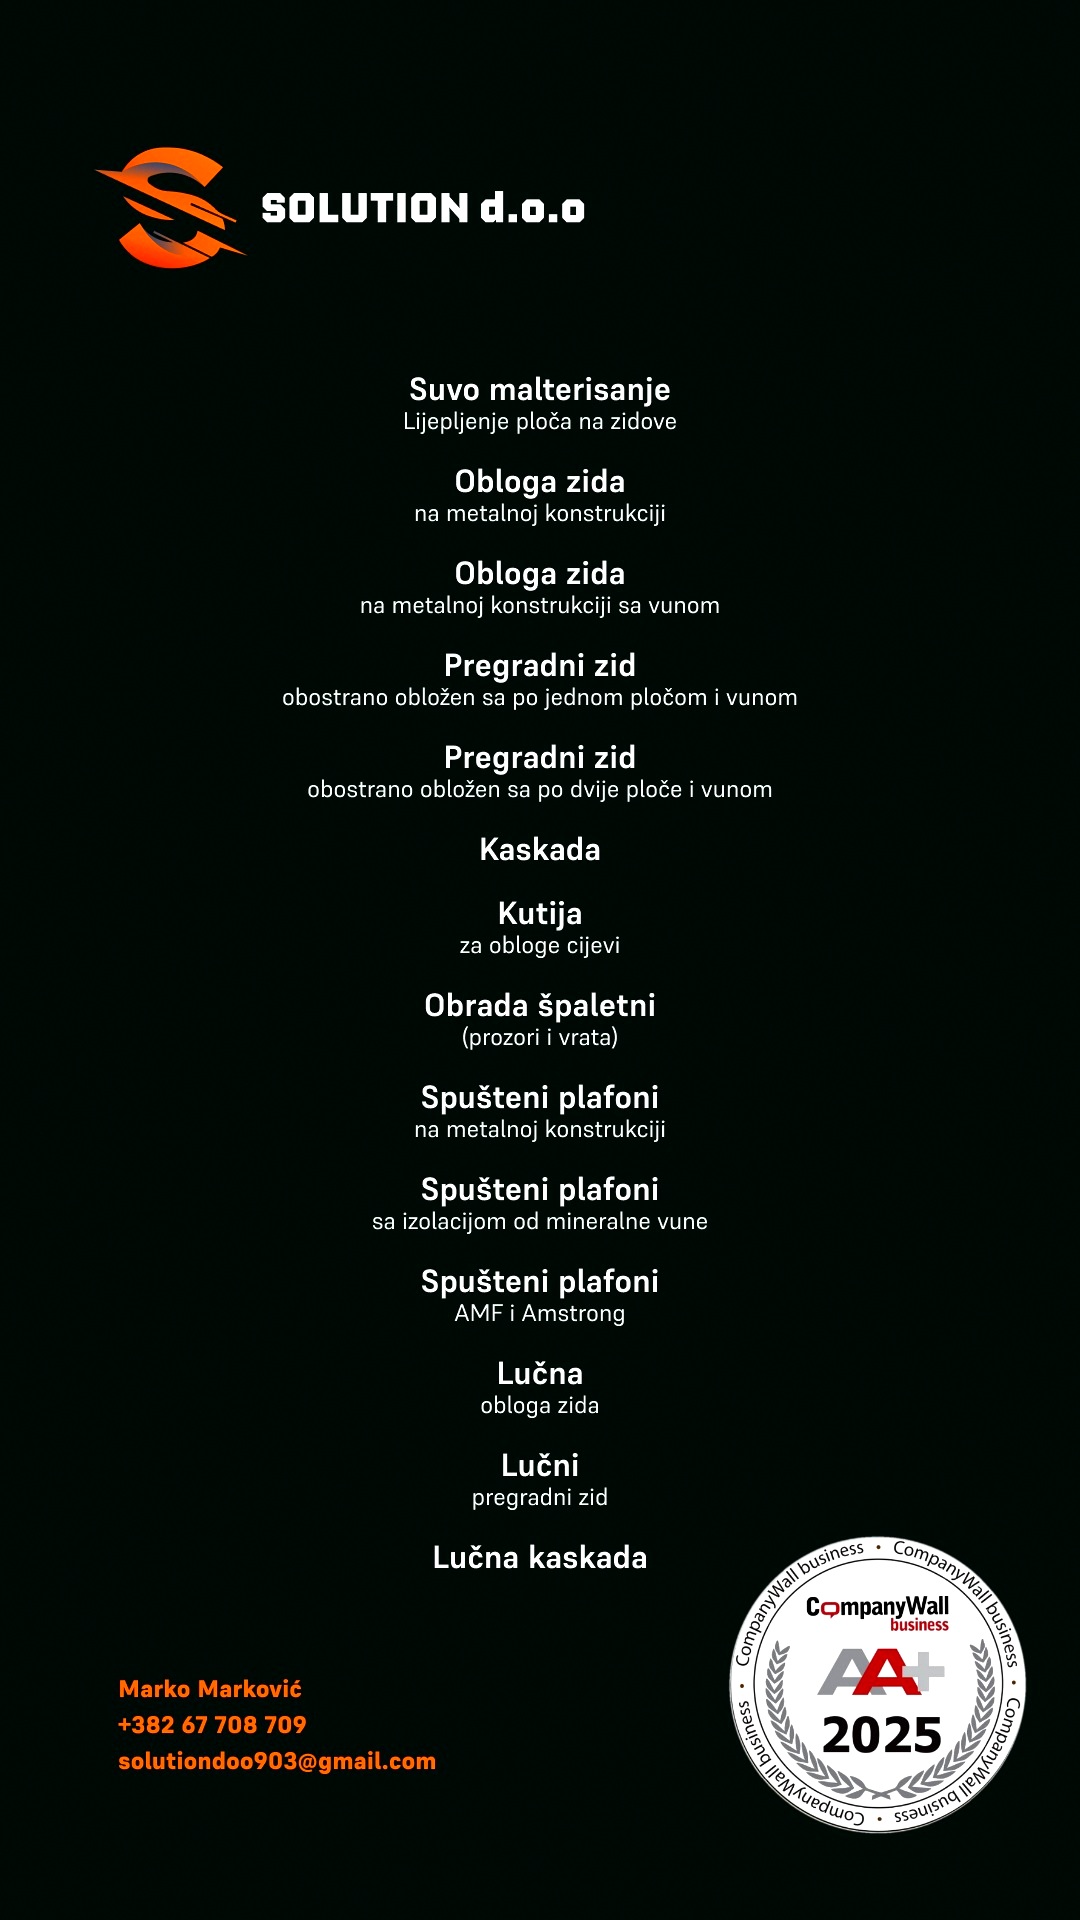 SOLUTION d.o.o
Suvo malterisanje
Lijepljenje ploča na zidove
Obloga zida
na metalnoj konstrukciji
Obloga zida
na metalnoj konstrukciji sa vunom
Pregradni zid
obostrano obložen sa po jednom pločom i vunom
Pregradni zid
obostrano obložen sa po dvije ploče i vunom
Kaskada
Kutija
za obloge cijevi
Obrada špaletni
(prozori i vrata)
Spušteni plafoni
na metalnoj konstrukciji
Spušteni plafoni
sa izolacijom od mineralne vune
Spušteni plafoni
AMF i Amstrong
Lučna
obloga zida
Lučni
pregradni zid
Lučna kaskada
Marko Marković
+382 67 708 709
solutiondoo903@gmail.com
CompanyWall business • CompanyWall business • CompanyWall business • CompanyWall business •
CompanyWall
business
AA+
2025